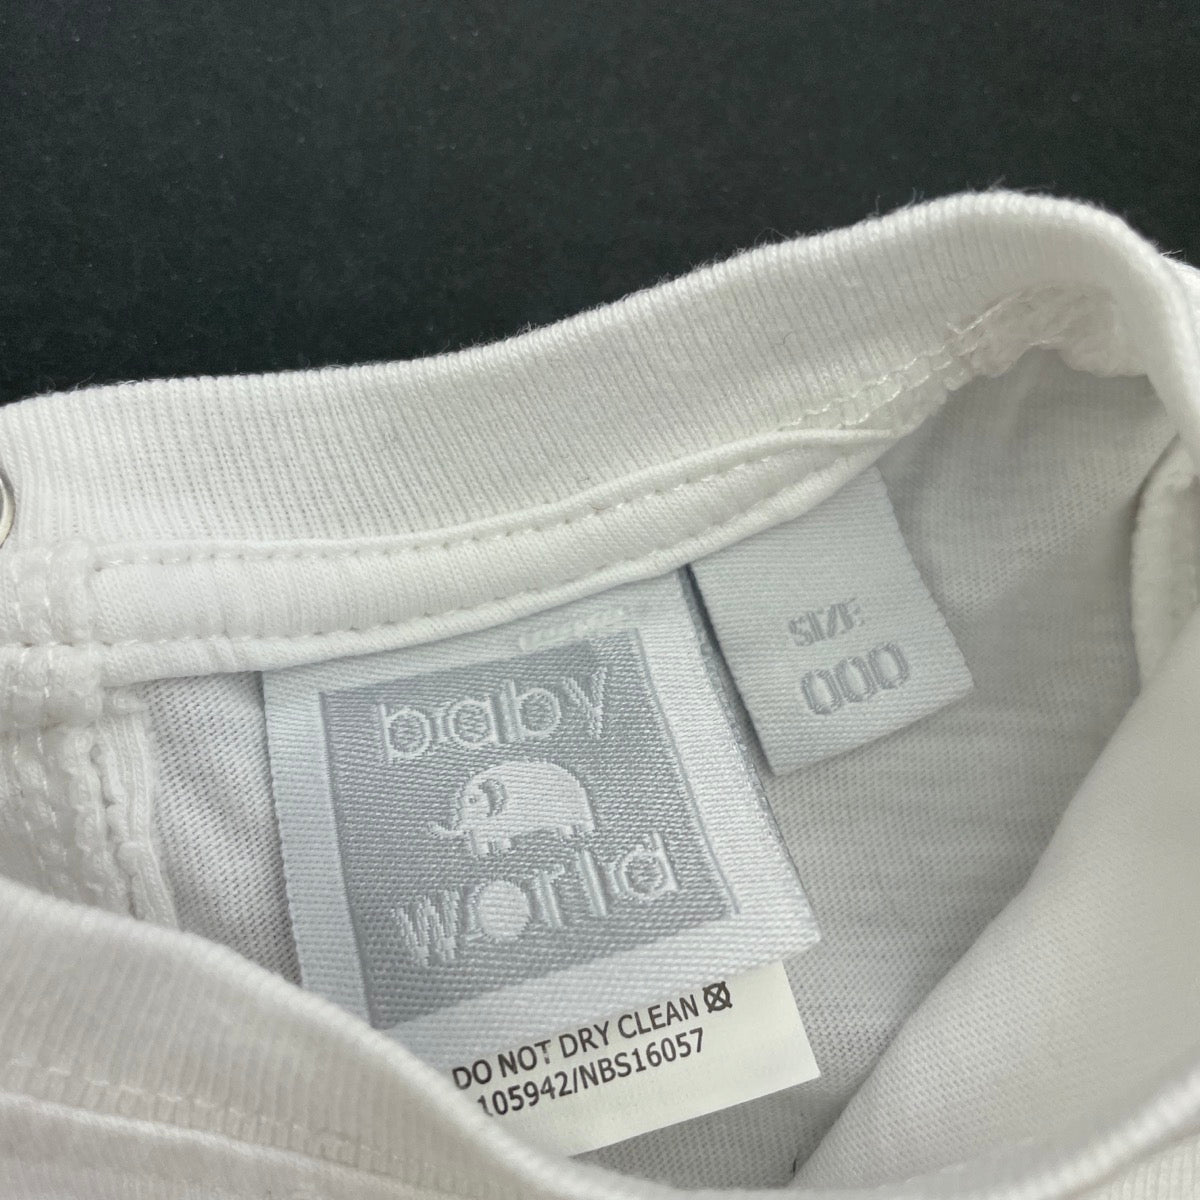 baby
world
SIZE
000
DO NOT DRY CLEAN
105942/NBS16057